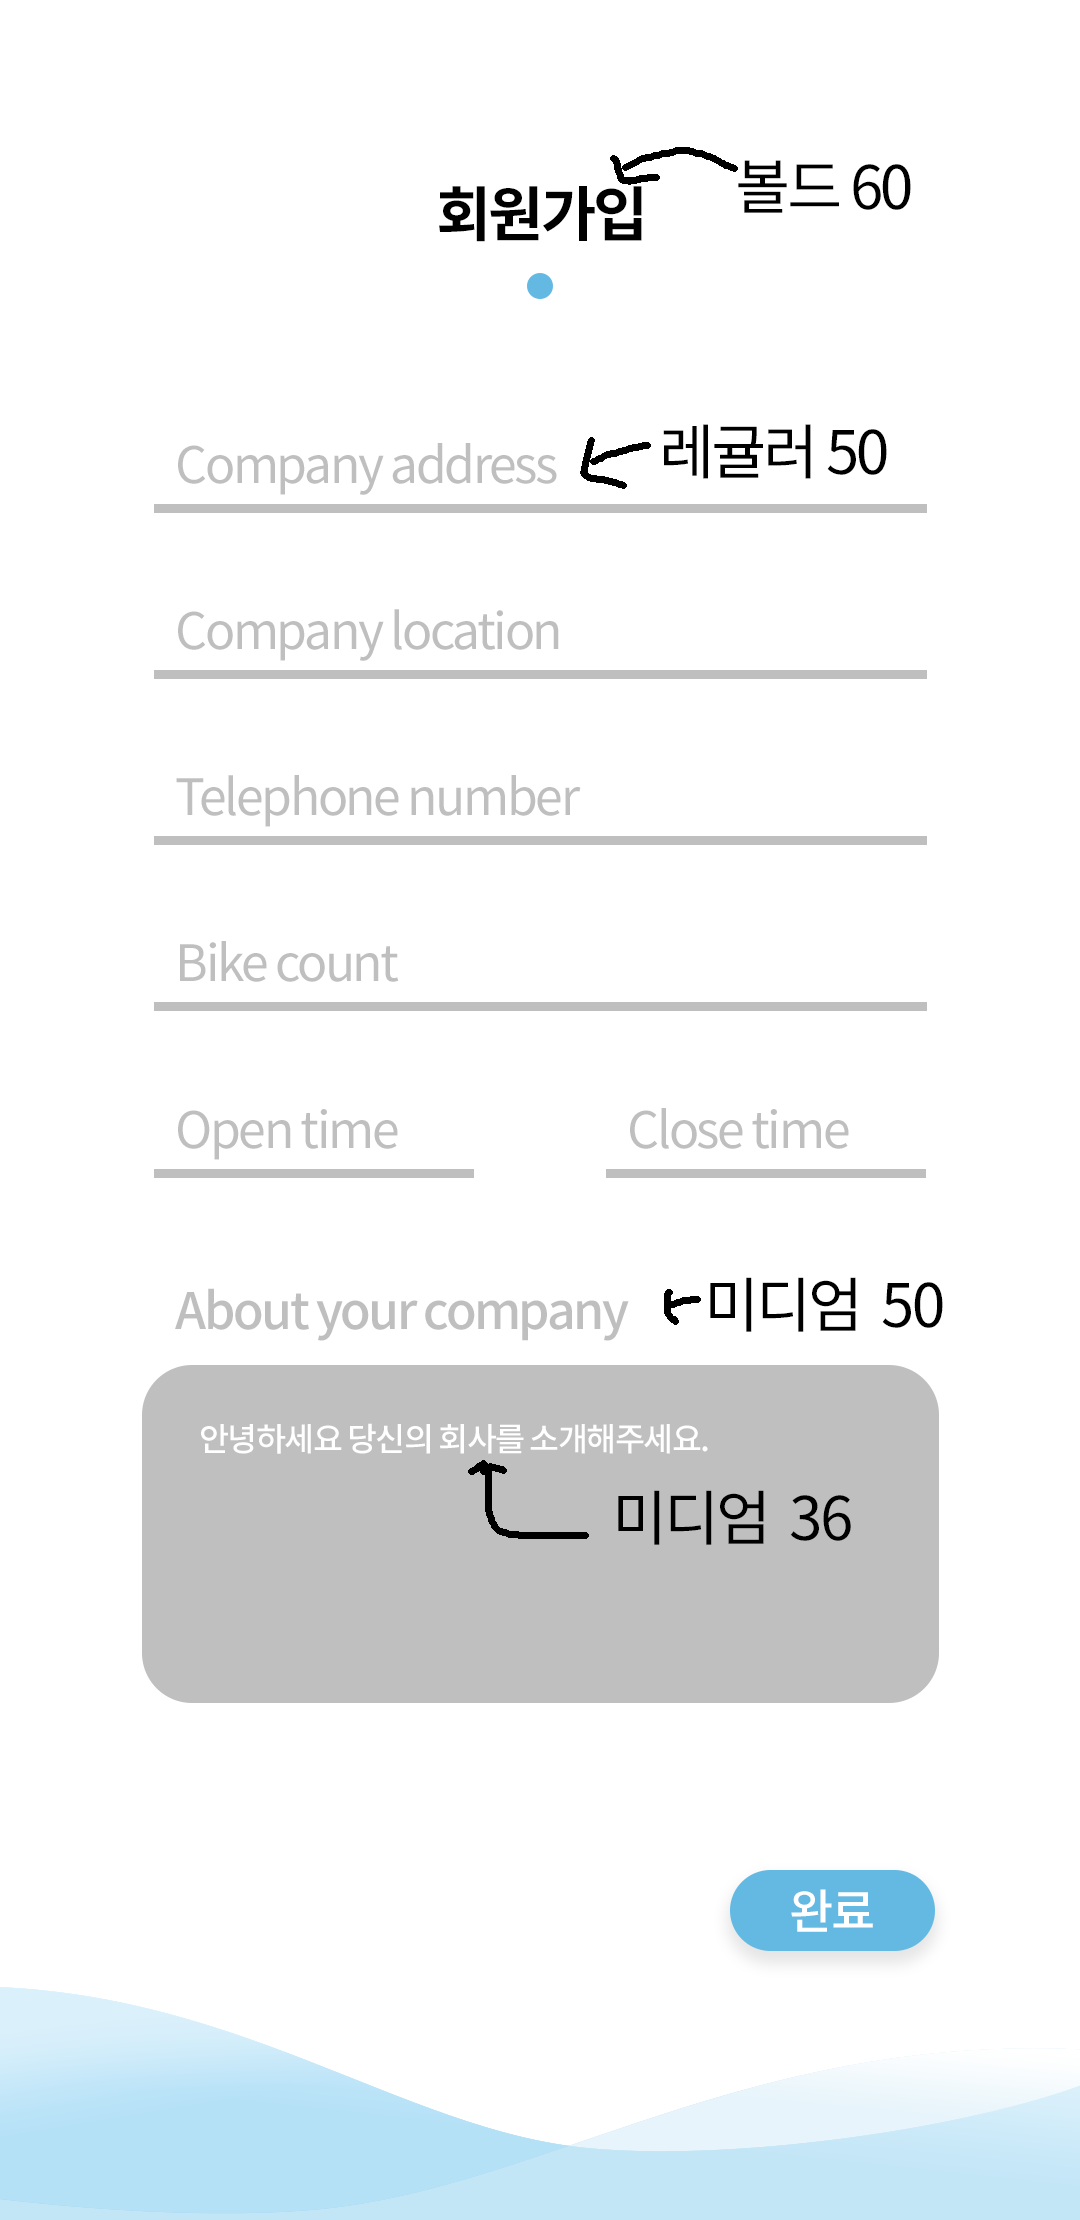 볼드 60
회원가입
레귤러 50
Company address
Company location
Telephone number
Bike count
Open time
Close time
About your company
미디엄 50
안녕하세요 당신의 회사를 소개해주세요.
미디엄 36
완료